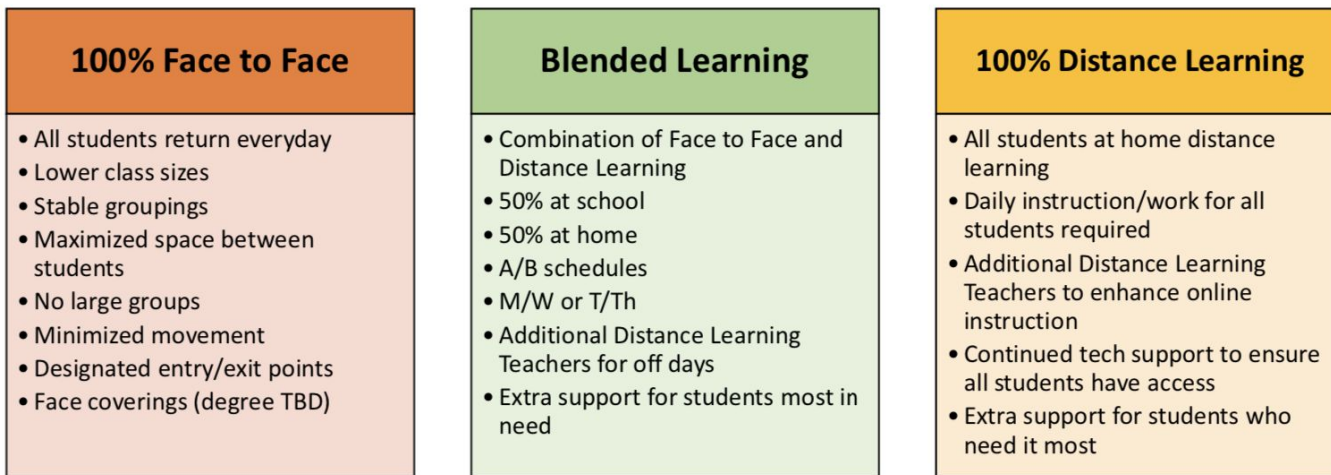 100% Face to Face
• All students return everyday
• Lower class sizes
• Stable groupings
• Maximized space between
students
• No large groups
• Minimized movement
• Designated entry/exit points
• Face coverings (degree TBD)
Blended Learning
• Combination of Face to Face and
Distance Learning
• 50% at school
• 50% at home
• A/B schedules
• M/W or T/Th
• Additional Distance Learning
Teachers for off days
• Extra support for students most in
need
100% Distance Learning
• All students at home distance
learning
• Daily instruction/work for all
students required
• Additional Distance Learning
Teachers to enhance online
instruction
• Continued tech support to ensure
all students have access
• Extra support for students who
need it most